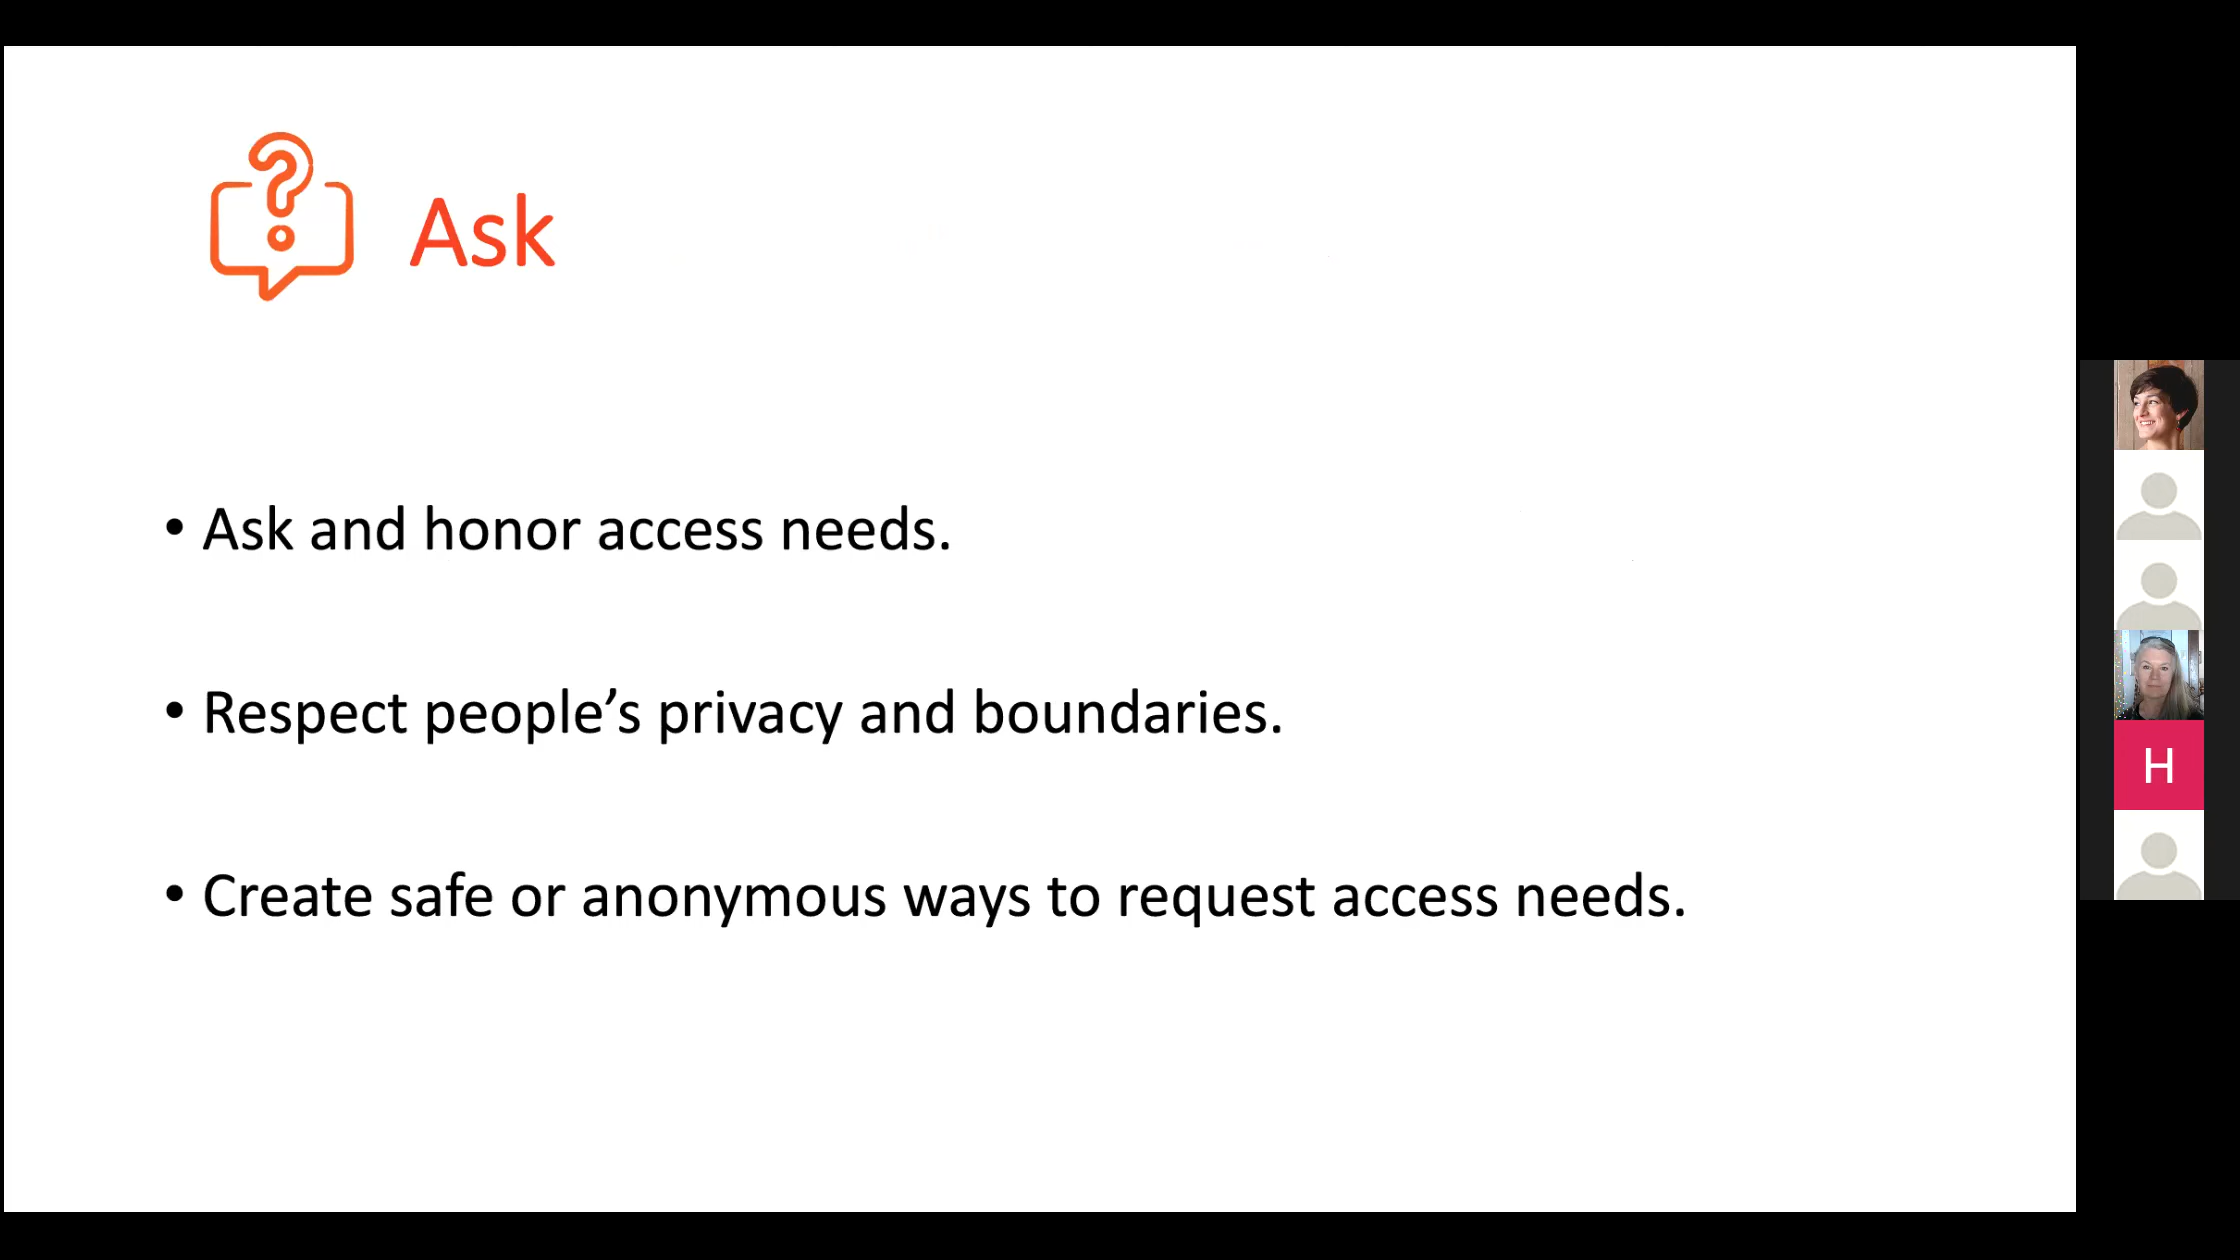 Ask
• Ask and honor access needs.
• Respect people’s privacy and boundaries.
• Create safe or anonymous ways to request access needs.
H